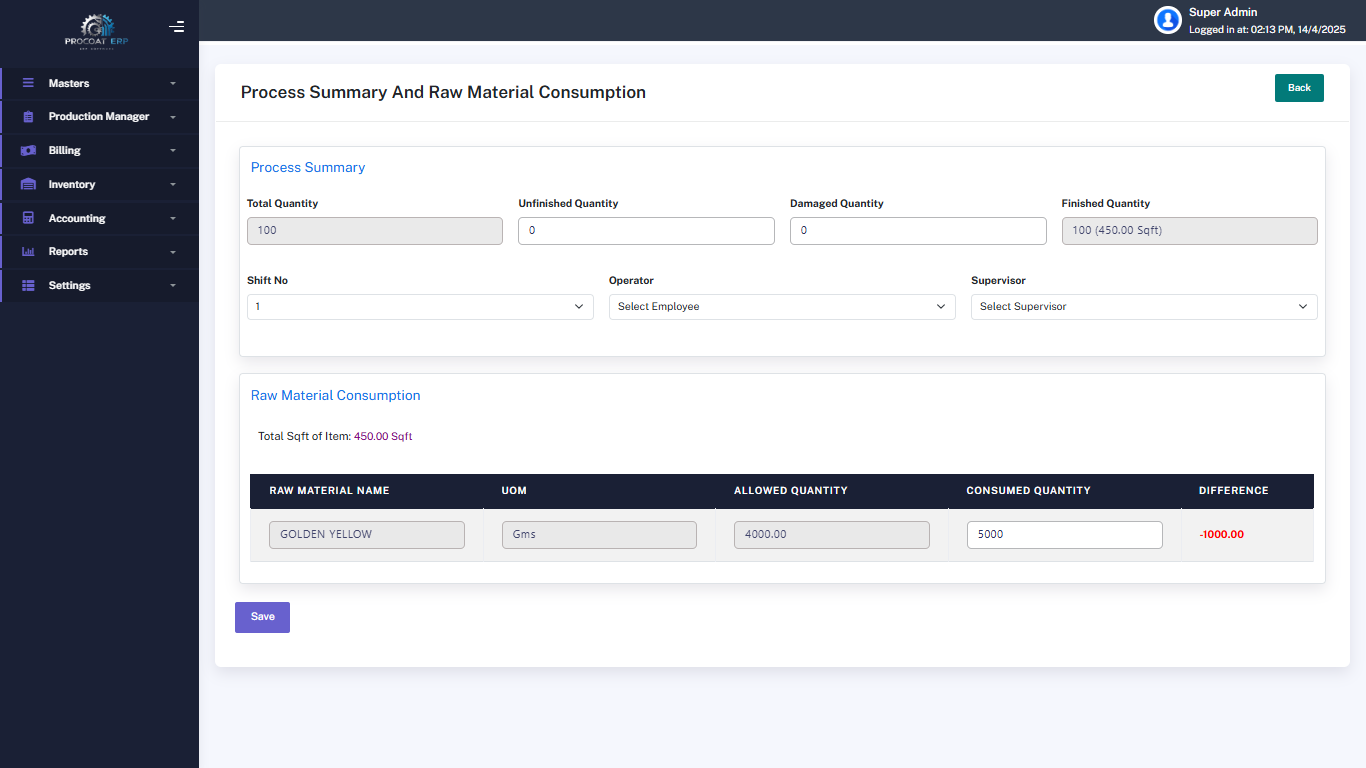 PROCOAT ERP
Super Admin
Logged in at: 02:13 PM, 14/4/2025
Masters
Production Manager
Billing
Inventory
Accounting
Reports
Settings
Process Summary And Raw Material Consumption
Back
Process Summary
Total Quantity Unfinished Quantity Damaged Quantity Finished Quantity
100 0 0 100 (450.00 Sqft)
Shift No Operator Supervisor
1 Select Employee Select Supervisor
Raw Material Consumption
Total Sqft of Item: 450.00 Sqft
RAW MATERIAL NAME UOM ALLOWED QUANTITY CONSUMED QUANTITY DIFFERENCE
GOLDEN YELLOW Gms 4000.00 5000 -1000.00
Save